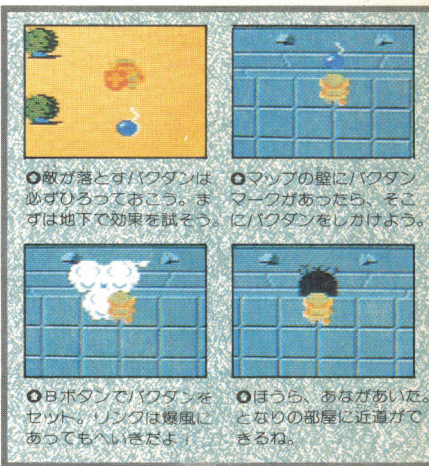 ✪敵が落とすバクダンは
必ずひろっておこう。ま
ずは地下で効果を試そう。
✪マップの壁にバクダン
マークがあったら、そこ
にバクダンをしかけよう。
✪Bボタンでバクダンを
セット。リンクは爆風に
あってもへいきだよ!
✪ほうら、あながあいた。
となりの部屋に近道がで
きるね。